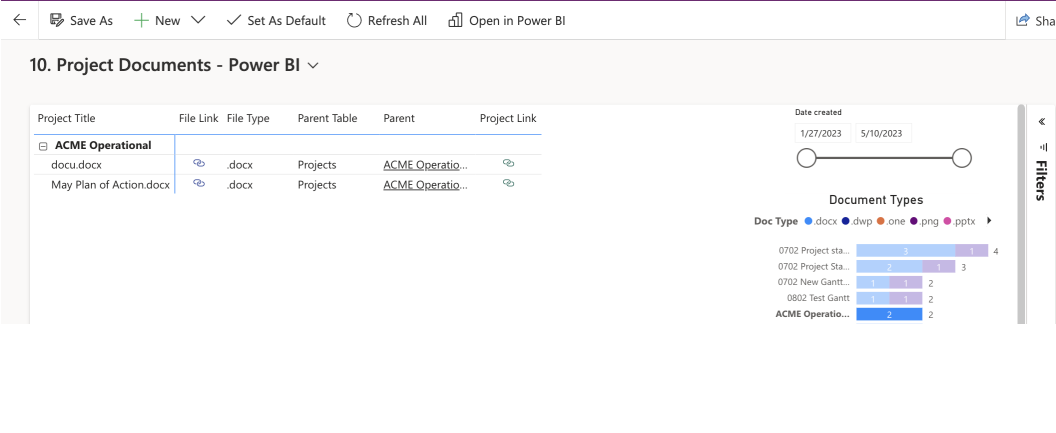 Save As New Set As Default Refresh All Open in Power BI Sha
10. Project Documents - Power BI
Project Title File Link File Type Parent Table Parent Project Link
ACME Operational
docu.docx .docx Projects ACME Operatio...
May Plan of Action.docx .docx Projects ACME Operatio...
Date created
1/27/2023 5/10/2023
Document Types
Doc Type .docx .dwp .one .png .pptx
0702 Project sta... 3 1 4
0702 Project Sta... 2 1 3
0702 New Gantt... 1 1 2
0802 Test Gantt 1 1 2
ACME Operatio... 2 2
Filters